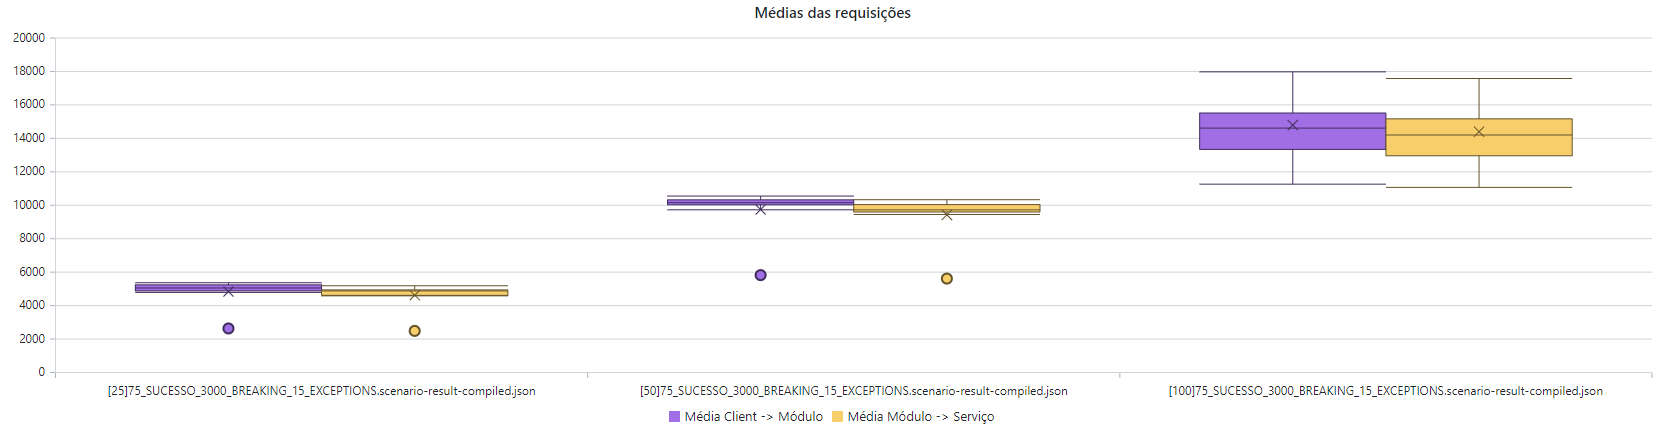 Médias das requisições
20000
18000
16000
14000
12000
10000
8000
6000
4000
2000
0
[25]75_SUCESSO_3000_BREAKING_15_EXCEPTIONS.scenario-result-compiled.json
[50]75_SUCESSO_3000_BREAKING_15_EXCEPTIONS.scenario-result-compiled.json
[100]75_SUCESSO_3000_BREAKING_15_EXCEPTIONS.scenario-result-compiled.json
Média Client -> Módulo
Média Módulo -> Serviço